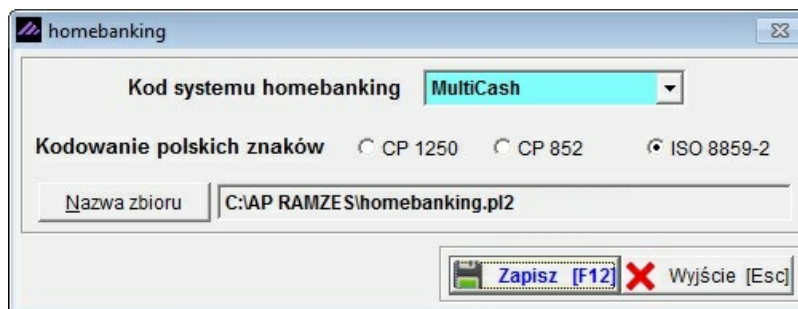 homebanking
Kod systemu homebanking MultiCash
Kodowanie polskich znaków CP 1250 CP 852 ISO 8859-2
Nazwa zbioru C:\AP RAMZES\homebanking.pl2
Zapisz [F12] Wyjście [Esc]